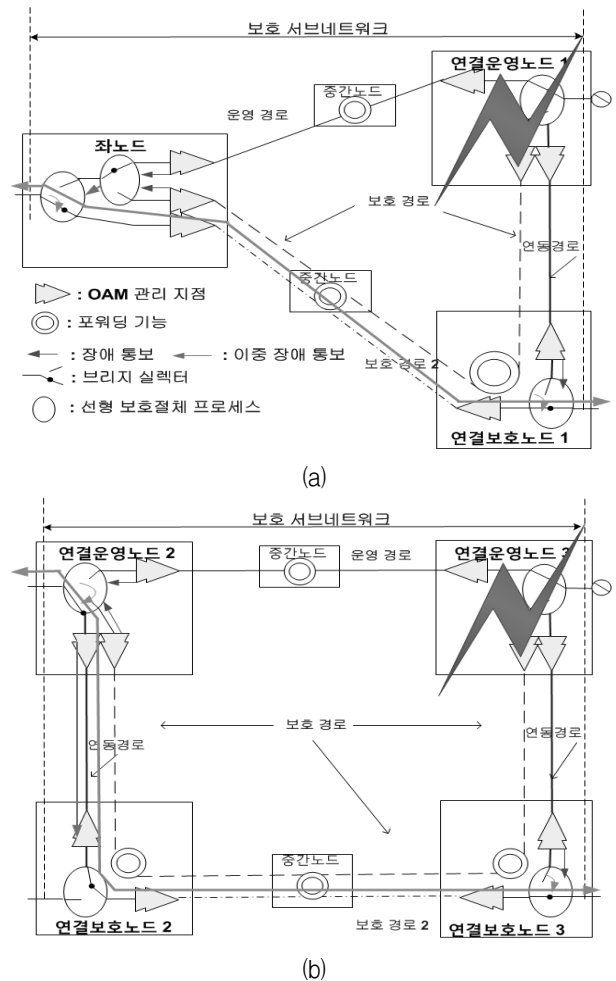 보호 서브네트워크
연결운영노드 1
중간노드
운영 경로
좌노드
보호 경로
연동경로
중간노드
: OAM 관리 지점
: 포워딩 기능
: 장애 통보
: 이중 장애 통보
: 브리지 실렉터
: 선형 보호절체 프로세스
보호 경로 2
연결보호노드 1
(a)
보호 서브네트워크
연결운영노드 2
중간노드
운영 경로
연결운영노드 3
보호 경로
연동경로
연동경로
중간노드
연결보호노드 2
보호 경로 2
연결보호노드 3
(b)